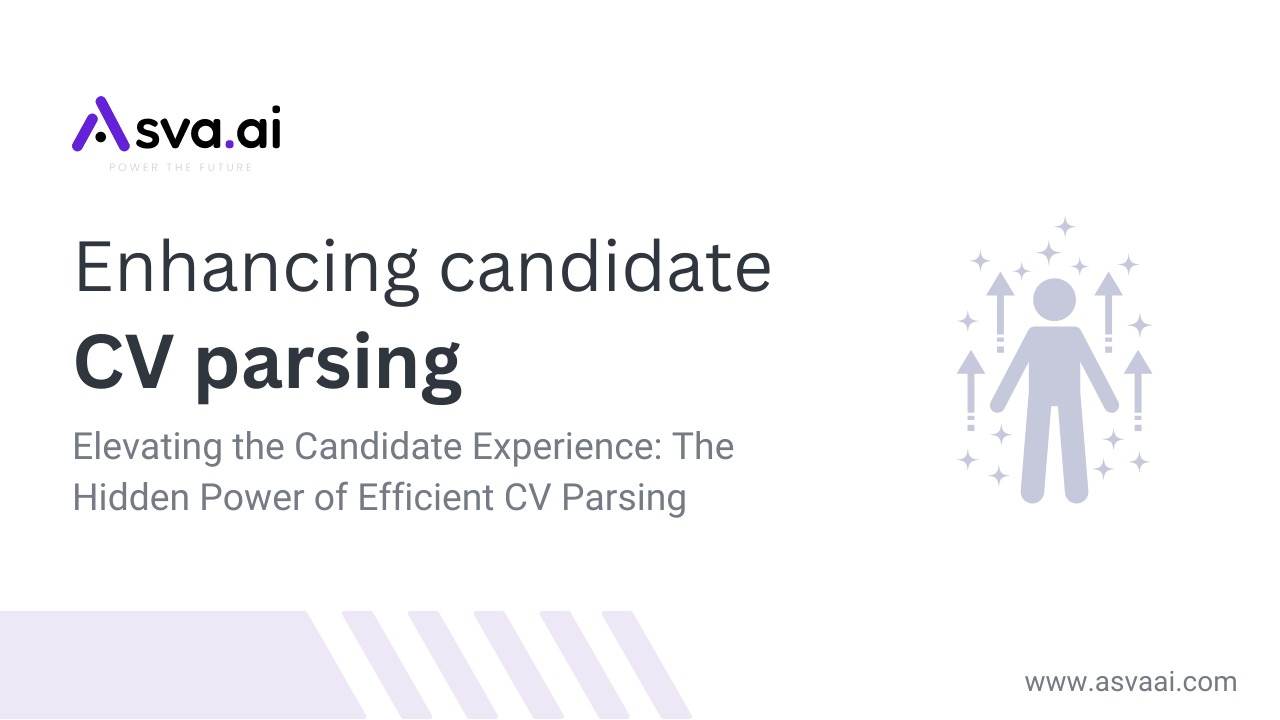 Asva.ai
POWER THE FUTURE
Enhancing candidate
CV parsing
Elevating the Candidate Experience: The
Hidden Power of Efficient CV Parsing
www.asvaai.com